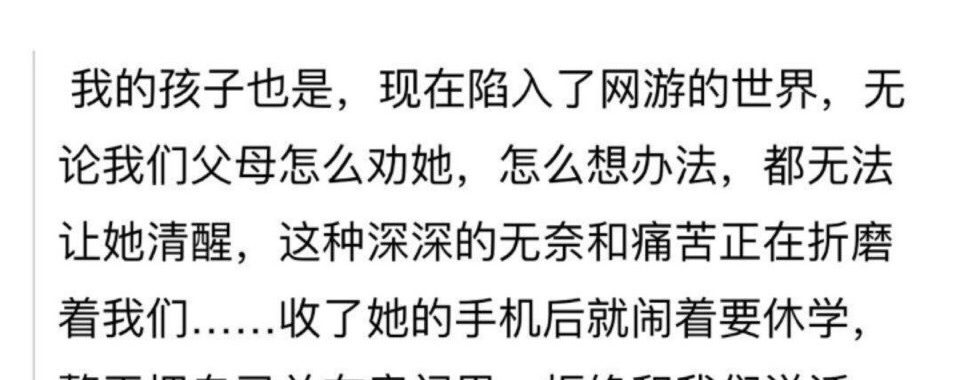 我的孩子也是，现在陷入了网游的世界，无
论我们父母怎么劝她，怎么想办法，都无法
让她清醒，这种深深的无奈和痛苦正在折磨
着我们……收了她的手机后就闹着要休学，